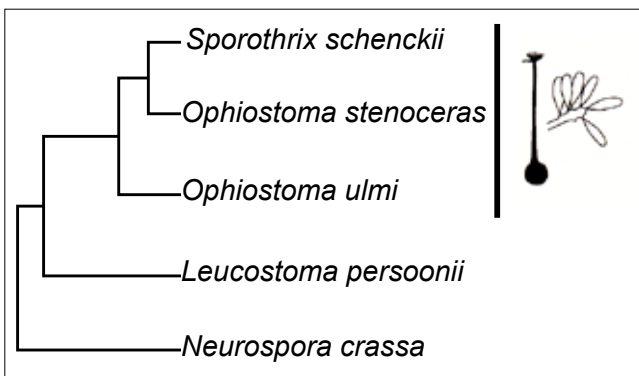 Sporothrix schenckii
Ophiostoma stenoceras
Ophiostoma ulmi
Leucostoma persoonii
Neurospora crassa